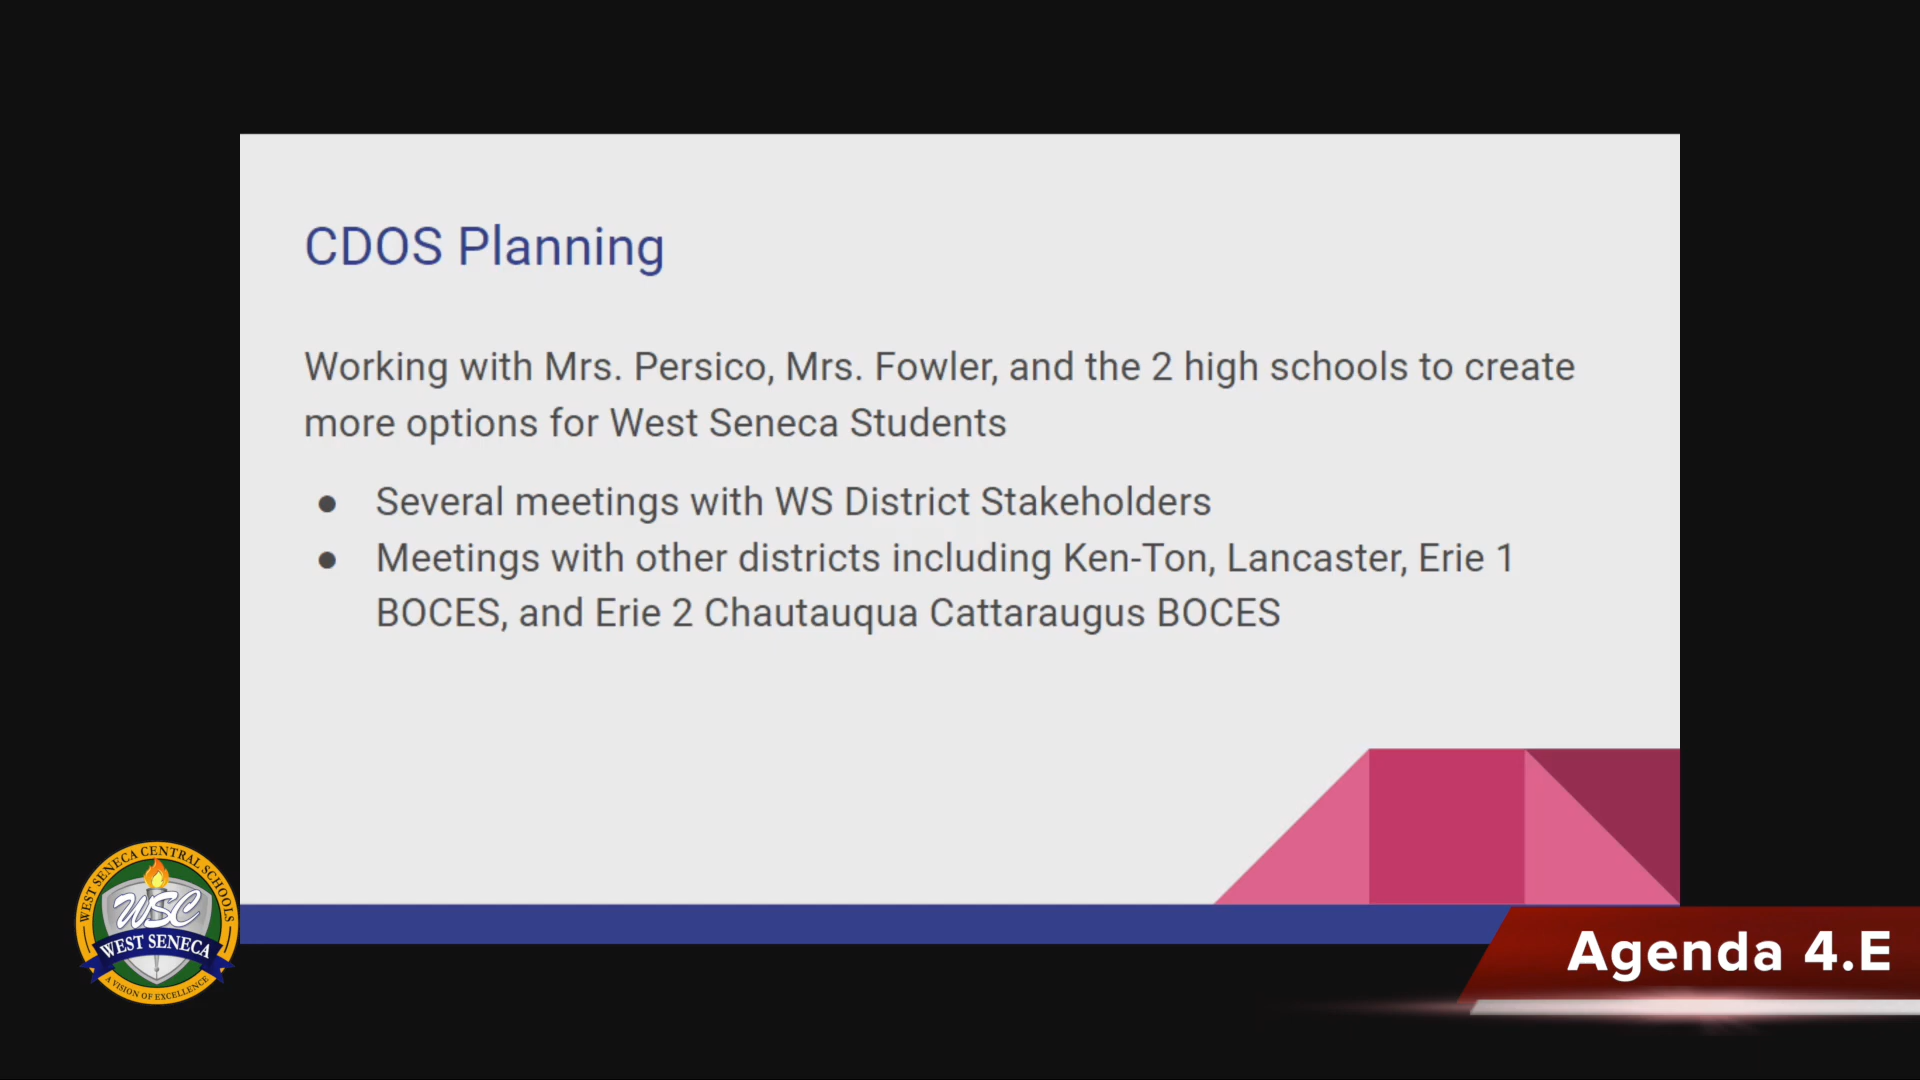 CDOS Planning
Working with Mrs. Persico, Mrs. Fowler, and the 2 high schools to create
more options for West Seneca Students
● Several meetings with WS District Stakeholders
● Meetings with other districts including Ken-Ton, Lancaster, Erie 1
BOCES, and Erie 2 Chautauqua Cattaraugus BOCES
WEST SENECA CENTRAL SCHOOLS
WSC
WEST SENECA
A VISION OF EXCELLENCE
Agenda 4.E